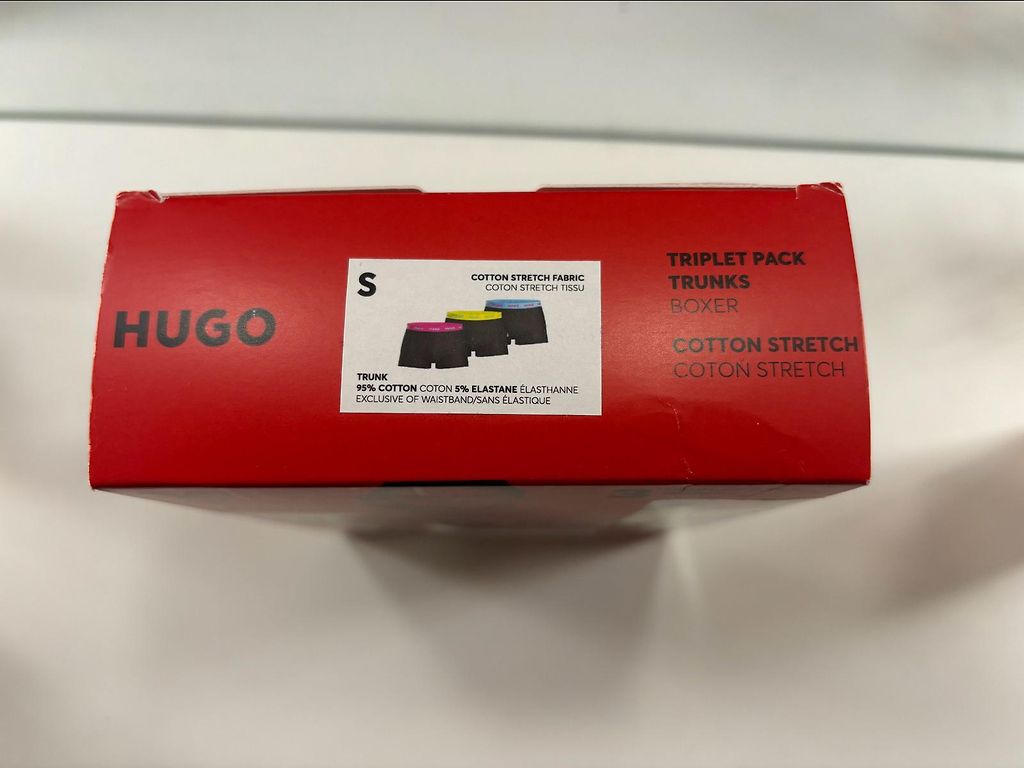 HUGO
S
COTTON STRETCH FABRIC
COTON STRETCH TISSU
TRUNK
95% COTTON COTON 5% ELASTANE ÉLASTHANNE
EXCLUSIVE OF WAISTBAND/SANS ÉLASTIQUE
TRIPLET PACK
TRUNKS
BOXER
COTTON STRETCH
COTON STRETCH